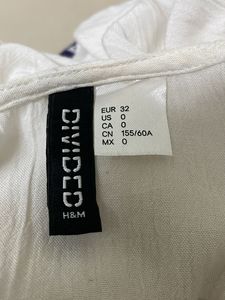 DIVIDED
H&M
EUR 32
US 0
CA 0
CN 155/60A
MX 0